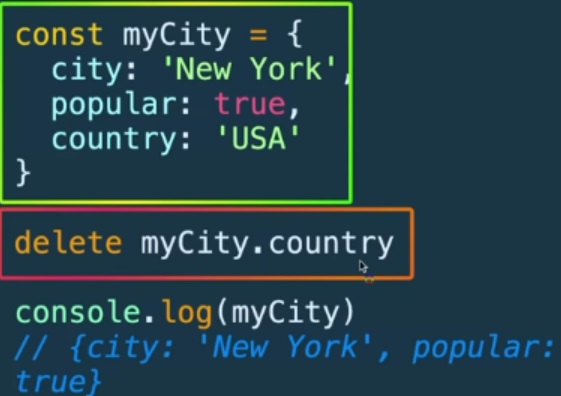 const myCity = {
  city: 'New York',
  popular: true,
  country: 'USA'
}
delete myCity.country
console.log(myCity)
// {city: 'New York', popular:
true}